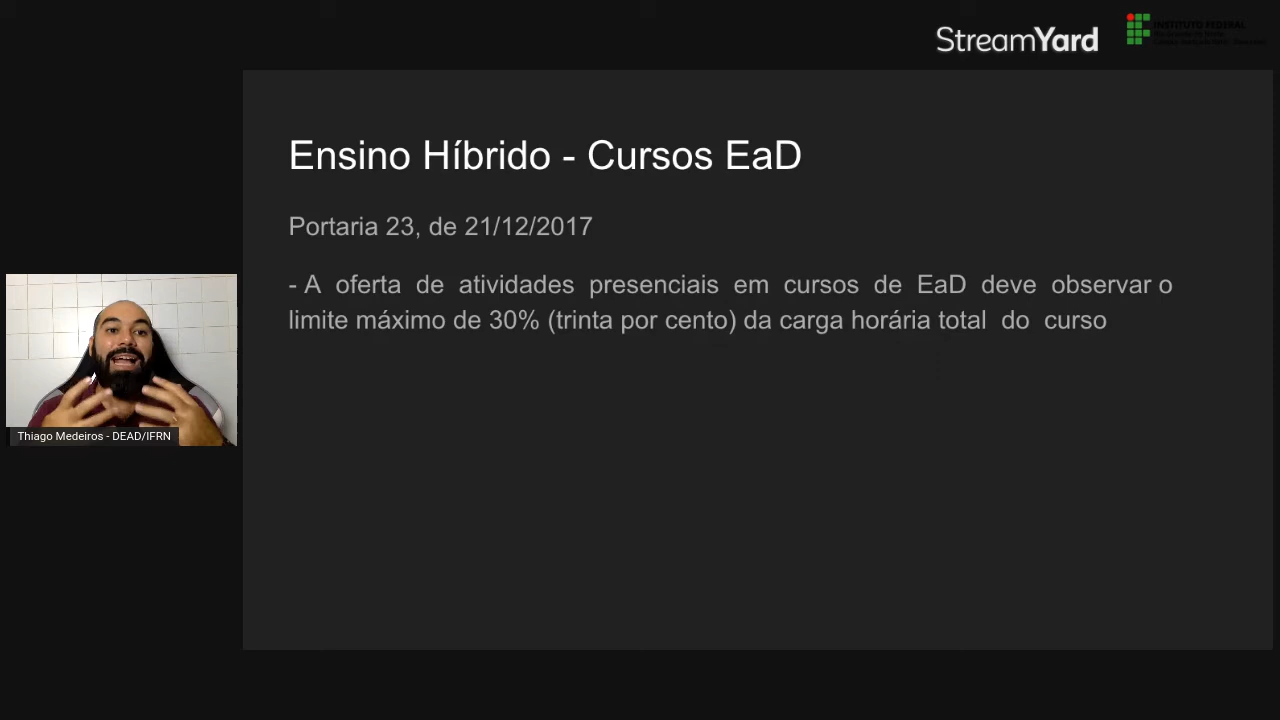 StreamYard
INSTITUTO FEDERAL
Ensino Híbrido - Cursos EaD
Portaria 23, de 21/12/2017
- A oferta de atividades presenciais em cursos de EaD deve observar o
limite máximo de 30% (trinta por cento) da carga horária total do curso
Thiago Medeiros - DEAD/IFRN